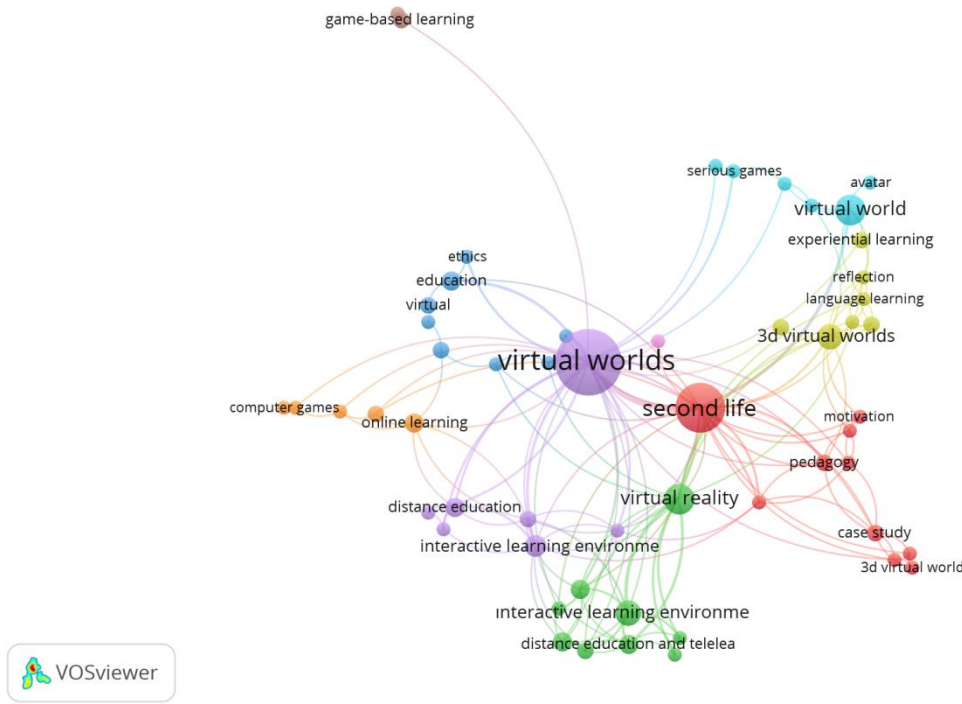 game-based learning
serious games
avatar
virtual world
experiential learning
ethics
education
reflection
virtual
language learning
3d virtual worlds
virtual worlds
computer games
second life
online learning
motivation
pedagogy
virtual reality
distance education
case study
interactive learning environme
3d virtual world
interactive learning environme
distance education and telelea
VOSviewer